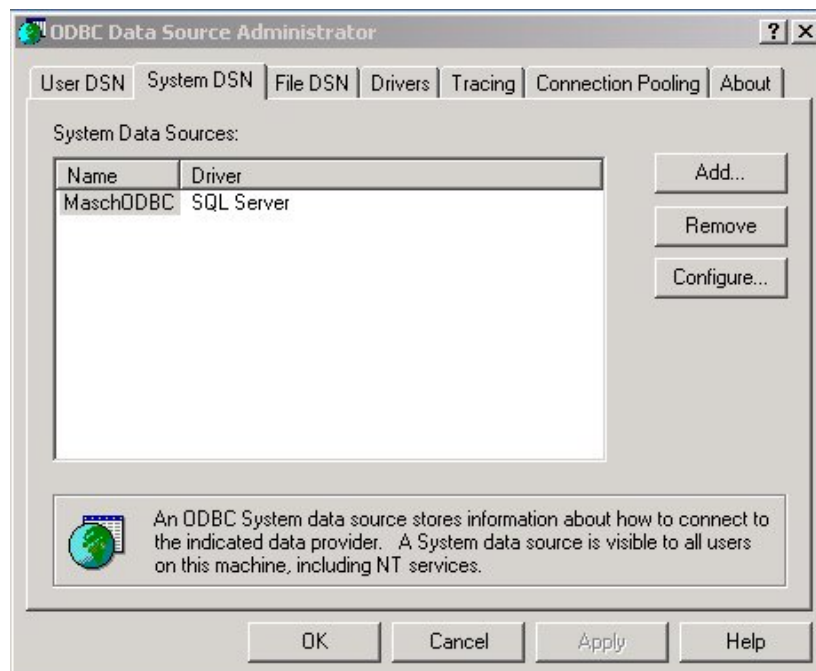 ODBC Data Source Administrator
User DSN System DSN File DSN Drivers Tracing Connection Pooling About
System Data Sources:
Name Driver
MaschODBC SQL Server
Add...
Remove
Configure...
An ODBC System data source stores information about how to connect to
the indicated data provider. A System data source is visible to all users
on this machine, including NT services.
OK Cancel Apply Help